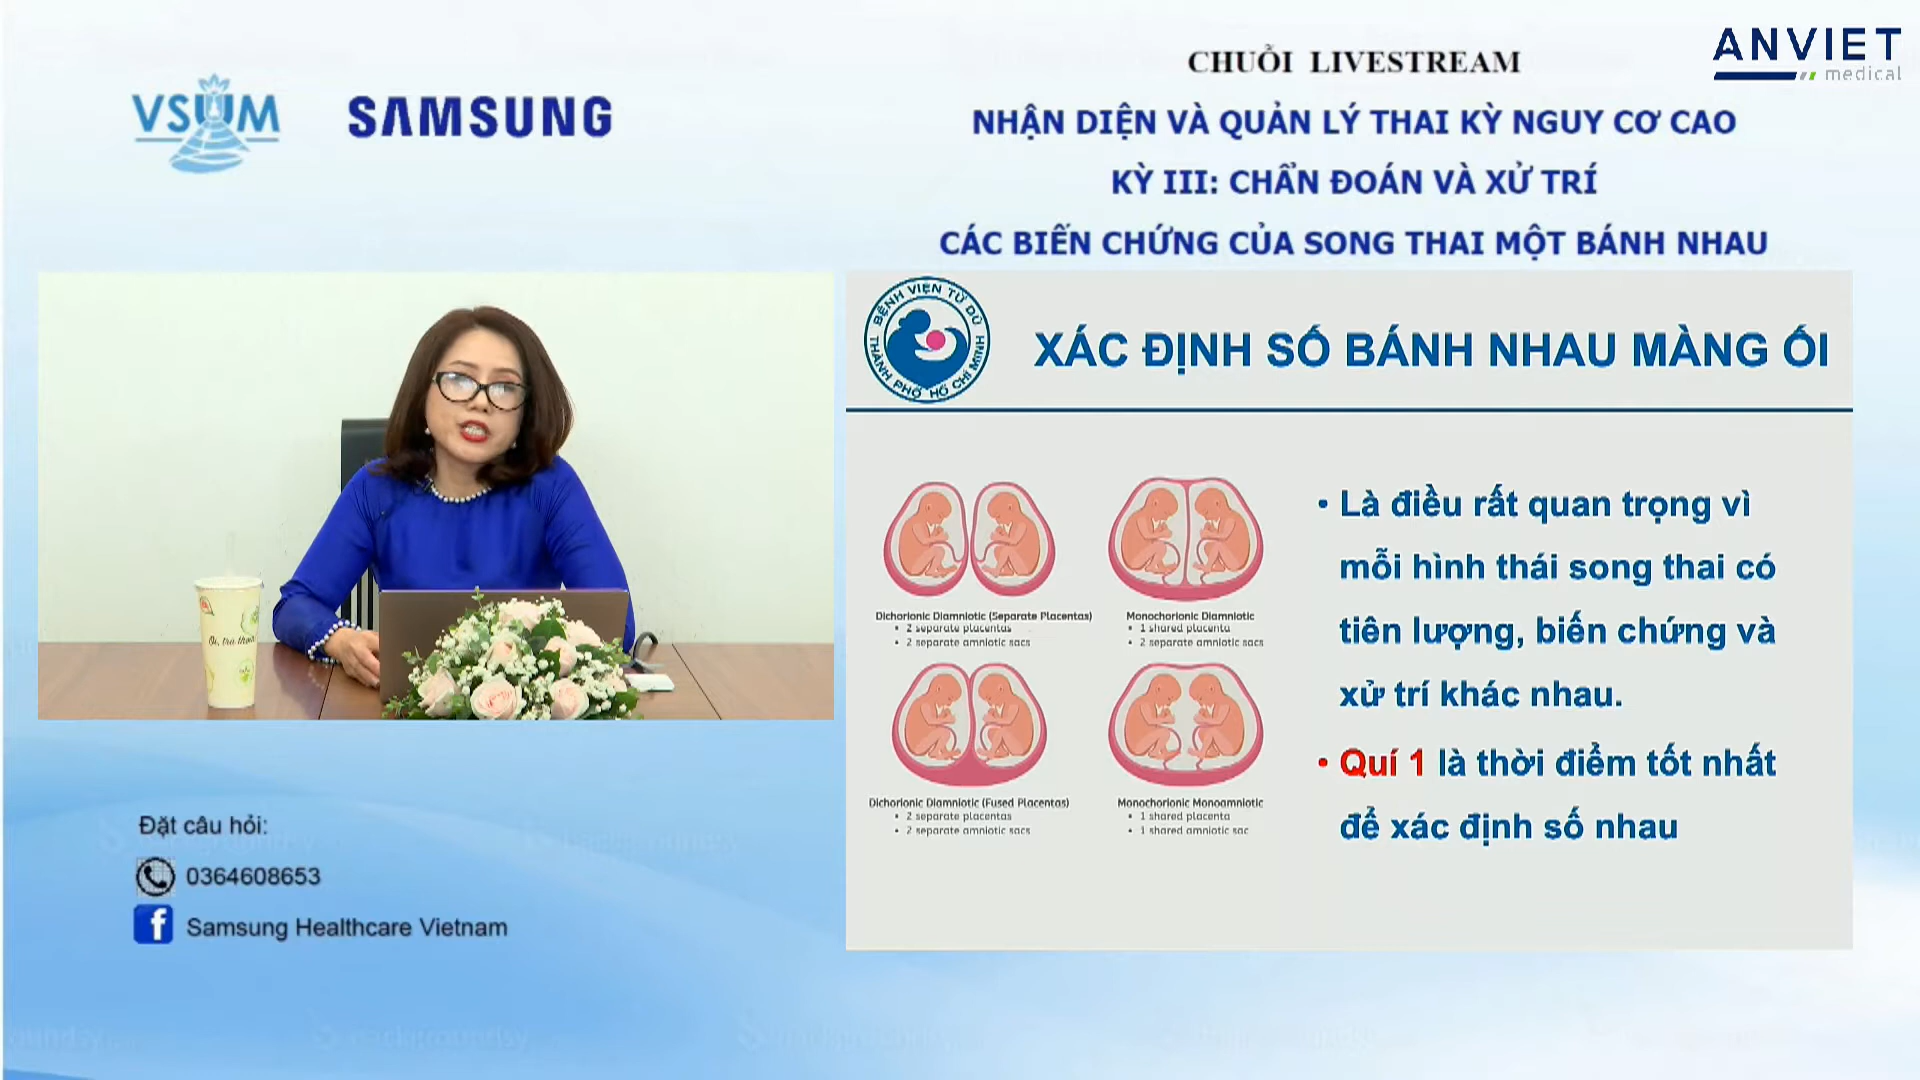 ANVIET
medical
CHUỖI LIVESTREAM
VSUM
SAMSUNG
NHẬN DIỆN VÀ QUẢN LÝ THAI KỲ NGUY CƠ CAO
KỲ III: CHẨN ĐOÁN VÀ XỬ TRÍ
CÁC BIẾN CHỨNG CỦA SONG THAI MỘT BÁNH NHAU
BỆNH VIỆN TỪ DŨ
THÀNH PHỐ HỒ CHÍ MINH
XÁC ĐỊNH SỐ BÁNH NHAU MÀNG ỐI
Dichorionic Diamniotic (Separate Placentas)
• 2 separate placentas
• 2 separate amniotic sacs
Monochorionic Diamniotic
• 1 shared placenta
• 2 separate amniotic sacs
Dichorionic Diamniotic (Fused Placentas)
• 2 separate placentas
• 2 separate amniotic sacs
Monochorionic Monoamniotic
• 1 shared placenta
• 1 shared amniotic sac
• Là điều rất quan trọng vì
mỗi hình thái song thai có
tiên lượng, biến chứng và
xử trí khác nhau.
• Quí 1 là thời điểm tốt nhất
để xác định số nhau
Đặt câu hỏi:
0364608653
f Samsung Healthcare Vietnam